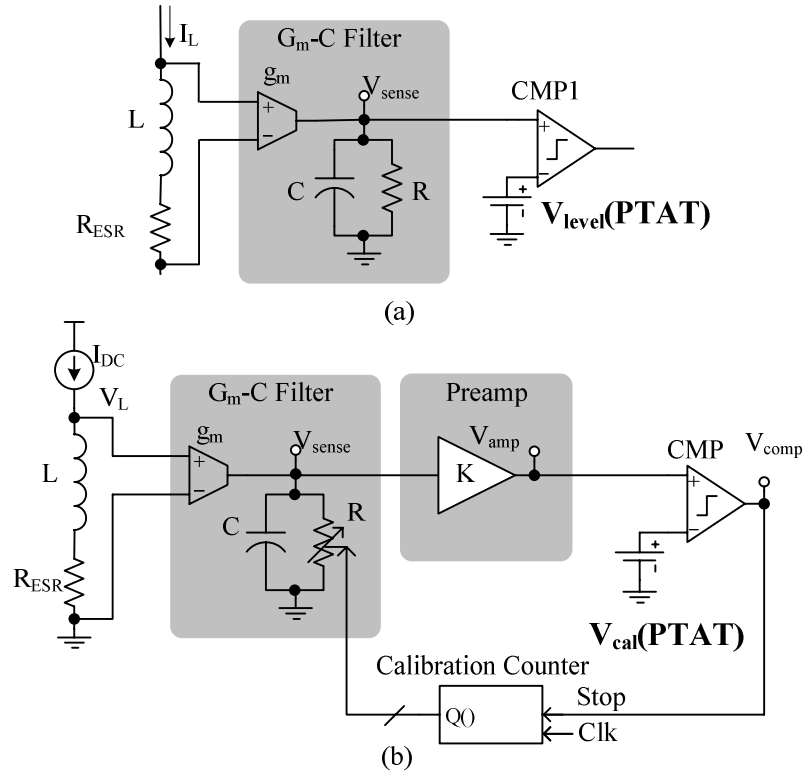 I_L
G_m-C Filter
g_m
V_sense
CMP1
L
+
−
+
−
C
R
+
-
R_ESR
V_level(PTAT)
(a)
I_DC
V_L
G_m-C Filter
Preamp
g_m
V_sense
V_amp
CMP
V_comp
L
+
−
K
+
−
C
R
+
-
R_ESR
V_cal(PTAT)
Calibration Counter
Q()
Stop
Clk
(b)